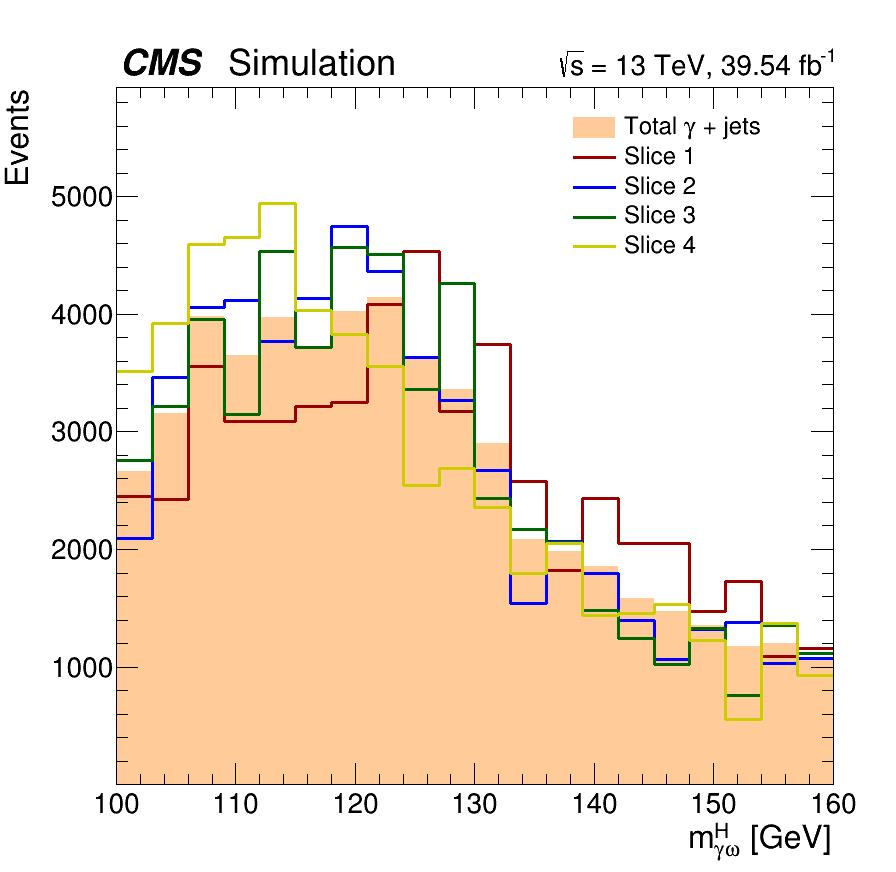 CMS Simulation √s = 13 TeV, 39.54 fb⁻¹
Events
Total γ + jets
Slice 1
Slice 2
Slice 3
Slice 4
5000
4000
3000
2000
1000
100 110 120 130 140 150 160
m^H_γω [GeV]